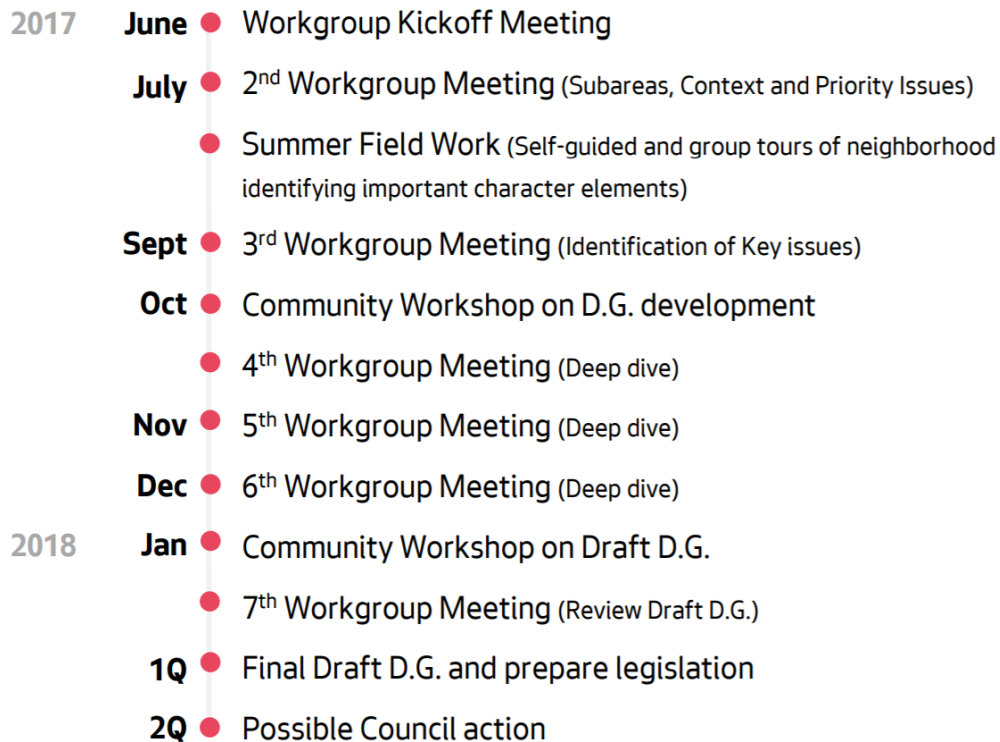 2017 June Workgroup Kickoff Meeting
July 2nd Workgroup Meeting (Subareas, Context and Priority Issues)
Summer Field Work (Self-guided and group tours of neighborhood
identifying important character elements)
Sept 3rd Workgroup Meeting (Identification of Key issues)
Oct Community Workshop on D.G. development
4th Workgroup Meeting (Deep dive)
Nov 5th Workgroup Meeting (Deep dive)
Dec 6th Workgroup Meeting (Deep dive)
2018 Jan Community Workshop on Draft D.G.
7th Workgroup Meeting (Review Draft D.G.)
1Q Final Draft D.G. and prepare legislation
2Q Possible Council action